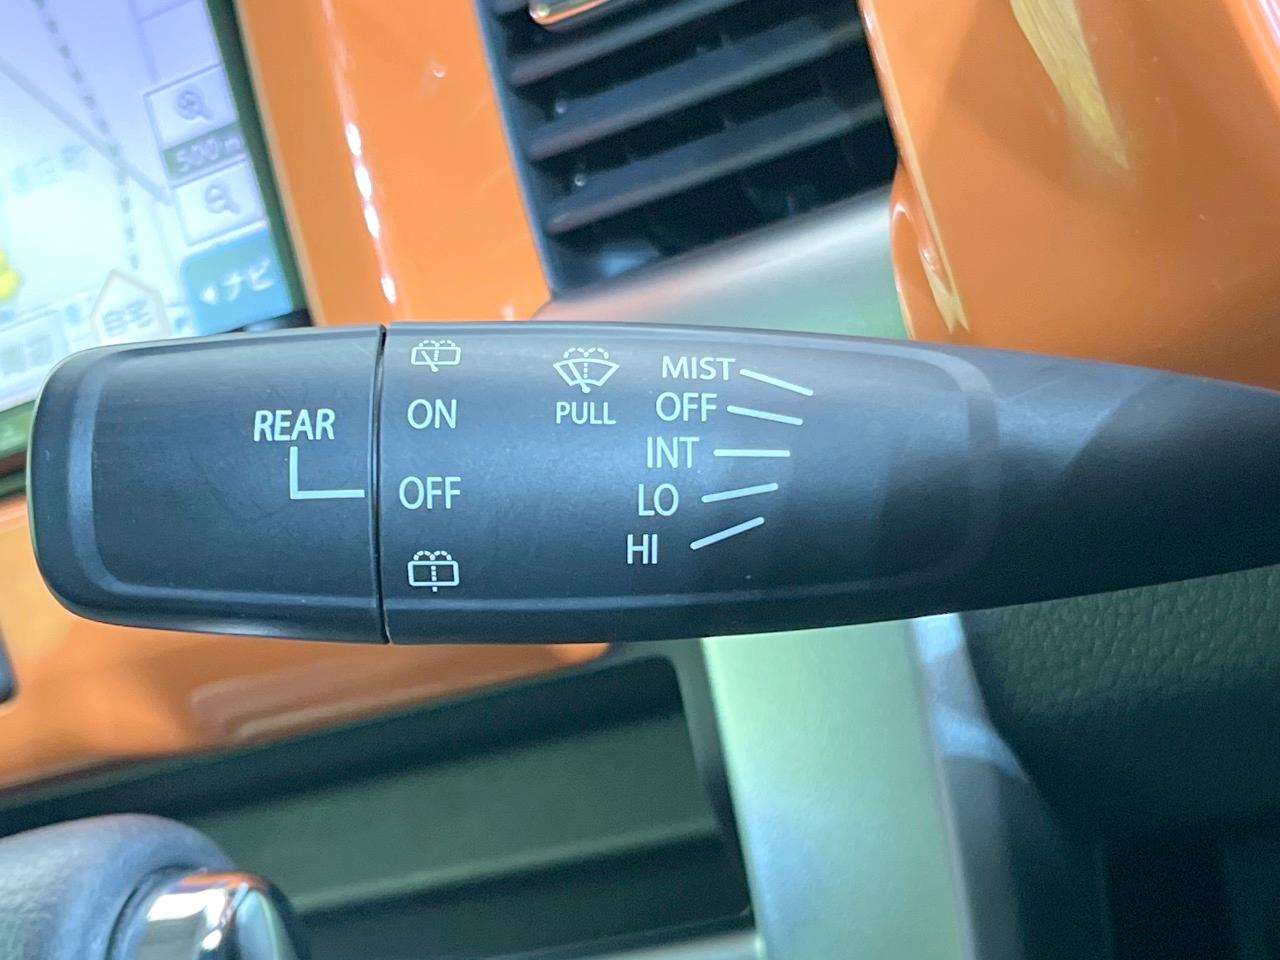 500m
ナビ
自宅
REAR
ON
OFF
PULL
MIST
OFF
INT
LO
HI